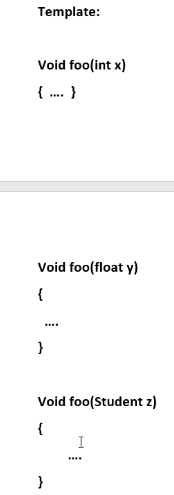 Template:
Void foo(int x)
{ .... }
Void foo(float y)
{
....
}
Void foo(Student z)
{
....
}